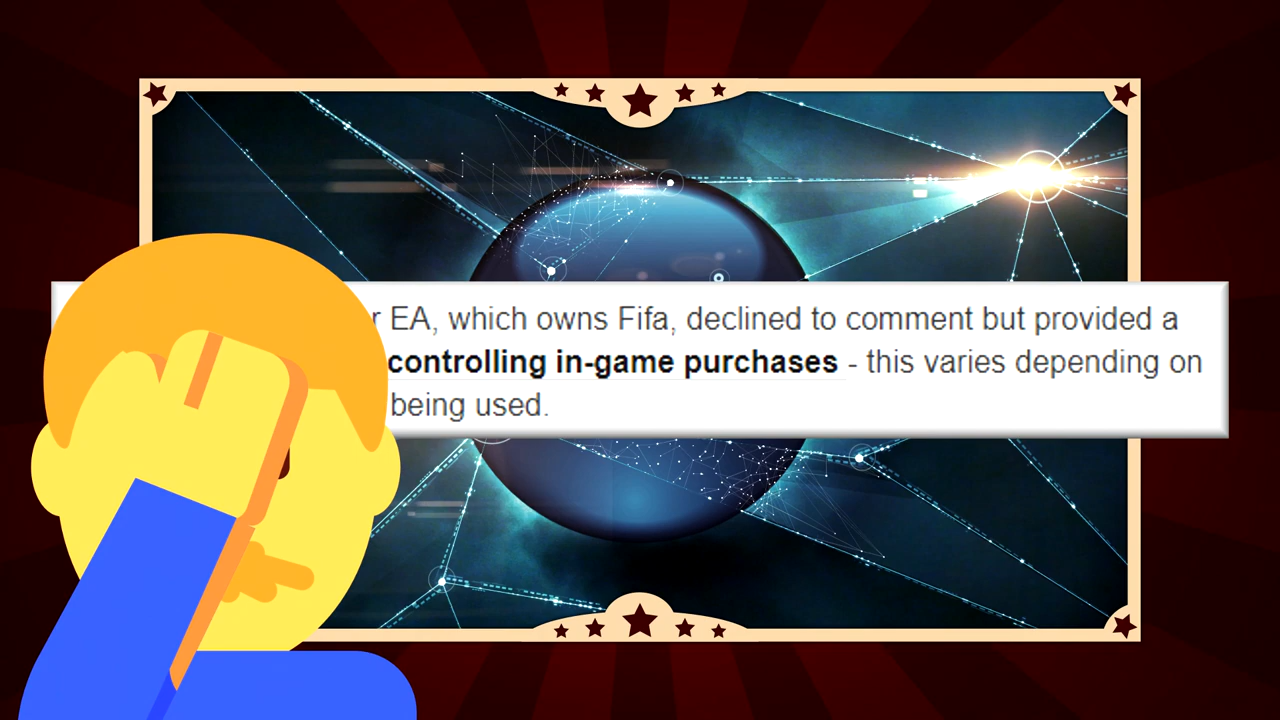 EA, which owns Fifa, declined to comment but provided a
controlling in-game purchases - this varies depending on
being used.